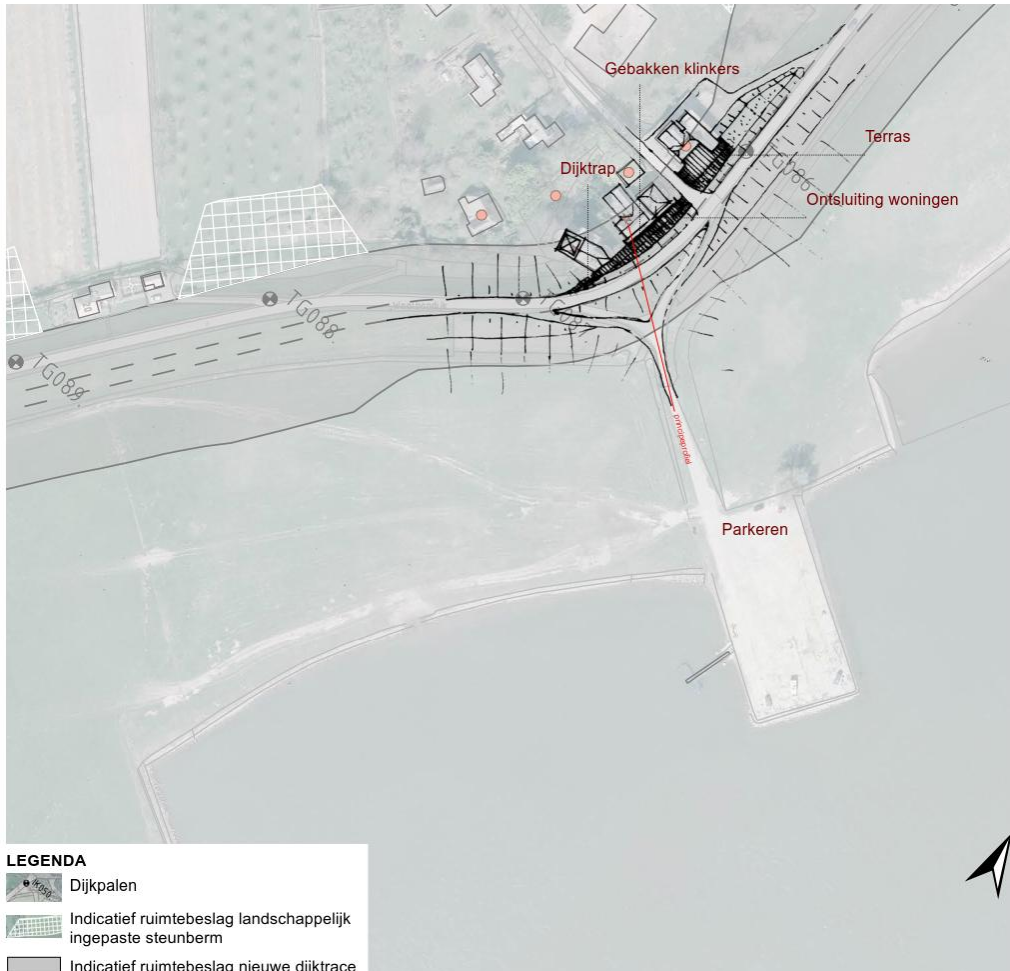 Gebakken klinkers
Terras
Dijktrap
Ontsluiting woningen
TG086
TG088
TG089
principeprofiel
Parkeren
LEGENDA
Dijkpalen
Indicatief ruimtebeslag landschappelijk
ingepaste steunberm
Indicatief ruimtebeslag nieuwe dijktrace